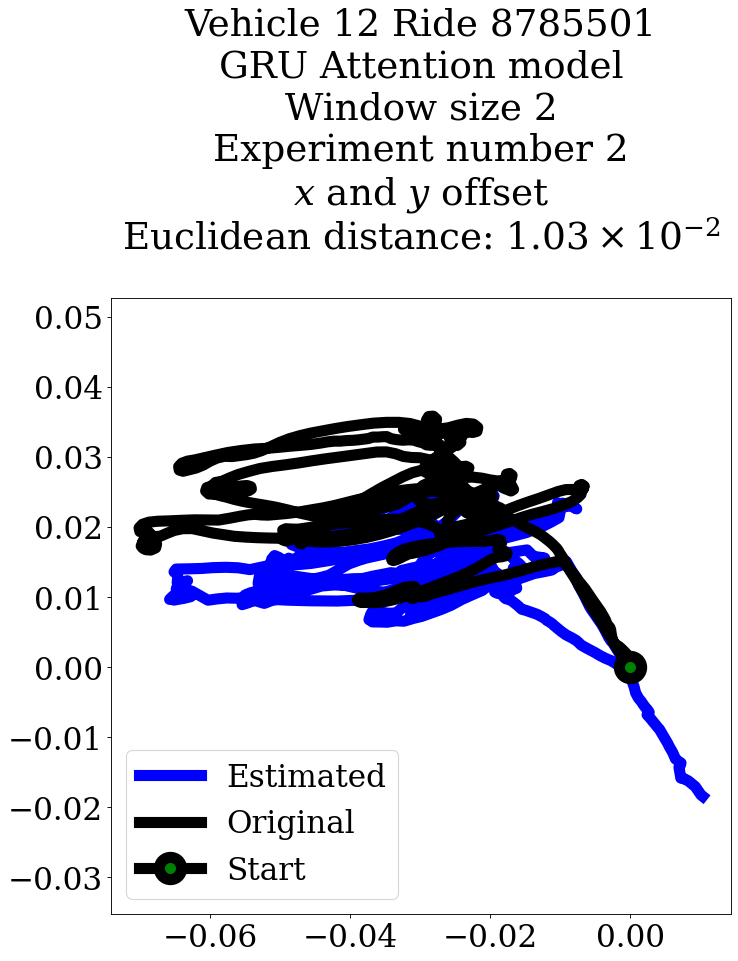 Vehicle 12 Ride 8785501
GRU Attention model
Window size 2
Experiment number 2
x and y offset
Euclidean distance: 1.03 × 10⁻²
0.05
0.04
0.03
0.02
0.01
0.00
−0.01
−0.02
−0.03
Estimated
Original
Start
−0.06 −0.04 −0.02 0.00